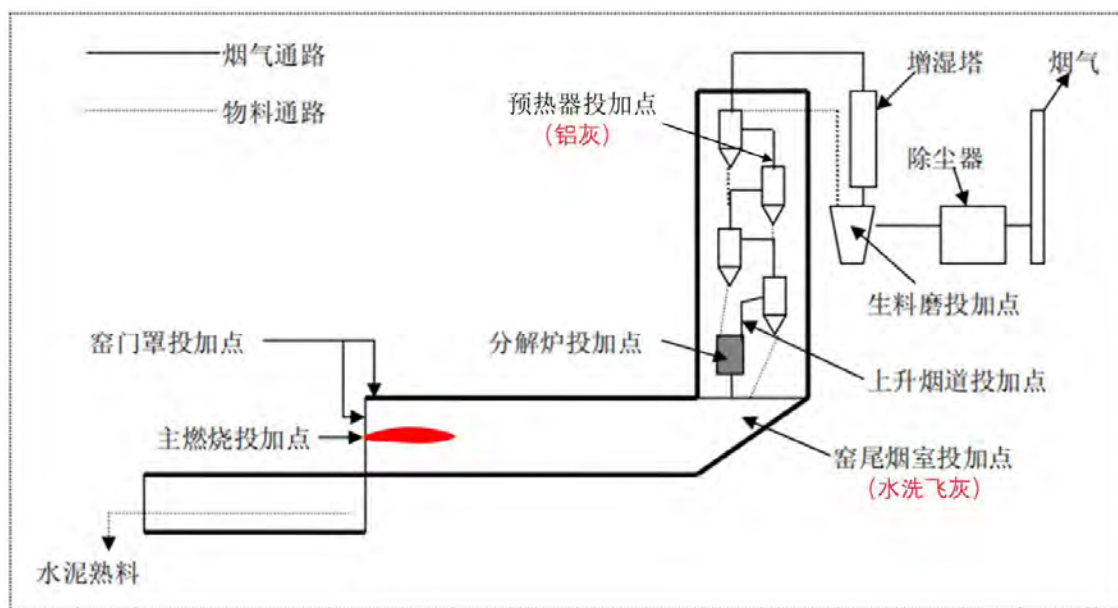 烟气通路
物料通路
增湿塔
烟气
预热器投加点
（铝灰）
除尘器
生料磨投加点
窑门罩投加点
分解炉投加点
上升烟道投加点
主燃烧投加点
窑尾烟室投加点
（水洗飞灰）
水泥熟料